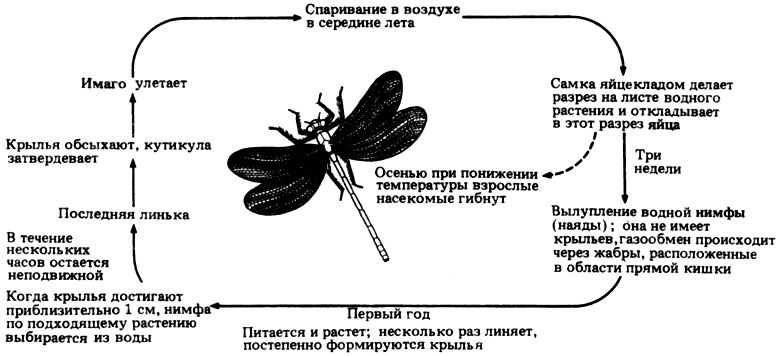 Спаривание в воздухе
в середине лета
Самка яйцекладом делает
разрез на листе водного
растения и откладывает
в этот разрез яйца
Три
недели
Осенью при понижении
температуры взрослые
насекомые гибнут
Вылупление водной нимфы
(наяды); она не имеет
крыльев, газообмен происходит
через жабры, расположенные
в области прямой кишки
Первый год
Питается и растет; несколько раз линяет,
постепенно формируются крылья
Когда крылья достигают
приблизительно 1 см, нимфа
по подходящему растению
выбирается из воды
В течение
нескольких
часов остается
неподвижной
Последняя линька
Крылья обсыхают, кутикула
затвердевает
Имаго улетает